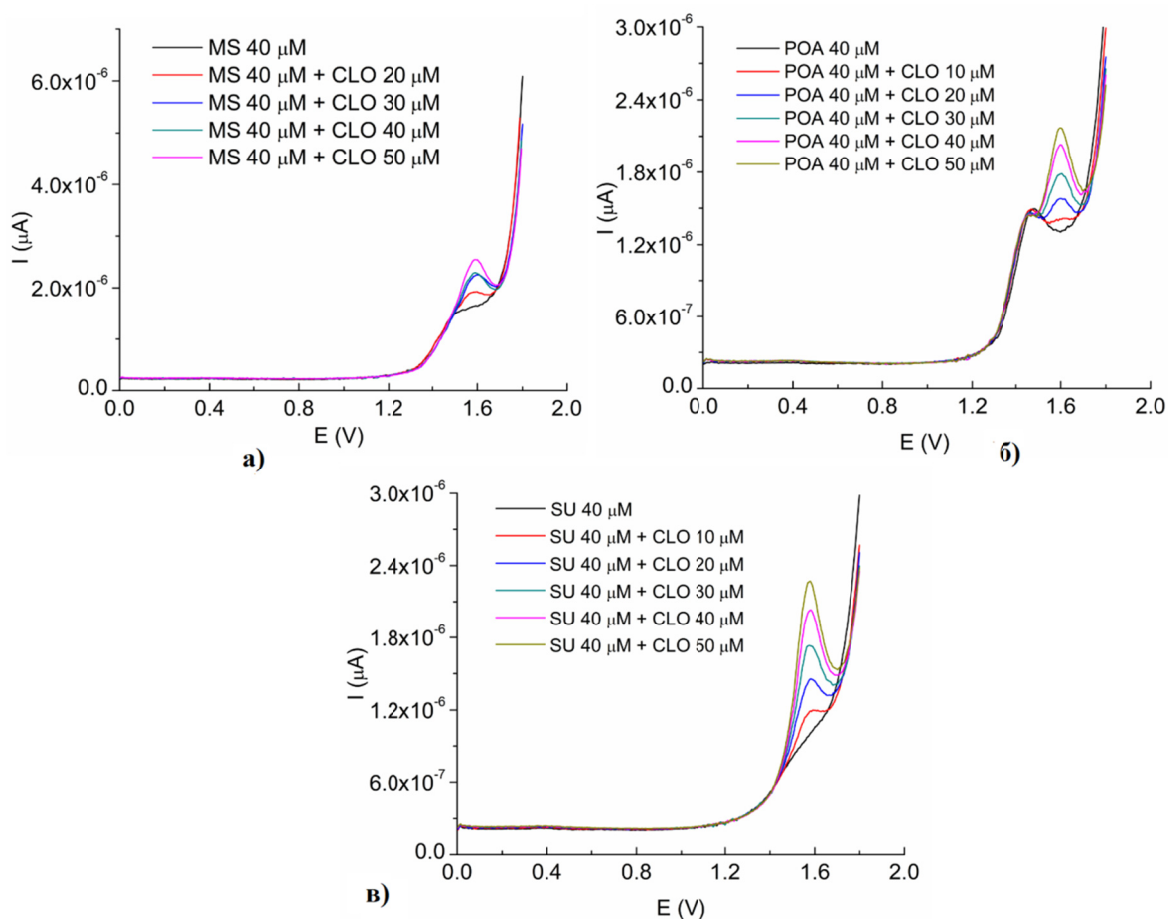 MS 40 μM
MS 40 μM + CLO 20 μM
MS 40 μM + CLO 30 μM
MS 40 μM + CLO 40 μM
MS 40 μM + CLO 50 μM
6.0x10⁻⁶
4.0x10⁻⁶
2.0x10⁻⁶
0.0
I (μA)
0.0 0.4 0.8 1.2 1.6 2.0
E (V)
а)
POA 40 μM
POA 40 μM + CLO 10 μM
POA 40 μM + CLO 20 μM
POA 40 μM + CLO 30 μM
POA 40 μM + CLO 40 μM
POA 40 μM + CLO 50 μM
3.0x10⁻⁶
2.4x10⁻⁶
1.8x10⁻⁶
1.2x10⁻⁶
6.0x10⁻⁷
0.0
I (μA)
0.0 0.4 0.8 1.2 1.6 2.0
E (V)
б)
SU 40 μM
SU 40 μM + CLO 10 μM
SU 40 μM + CLO 20 μM
SU 40 μM + CLO 30 μM
SU 40 μM + CLO 40 μM
SU 40 μM + CLO 50 μM
3.0x10⁻⁶
2.4x10⁻⁶
1.8x10⁻⁶
1.2x10⁻⁶
6.0x10⁻⁷
0.0
I (μA)
0.0 0.4 0.8 1.2 1.6 2.0
E (V)
в)